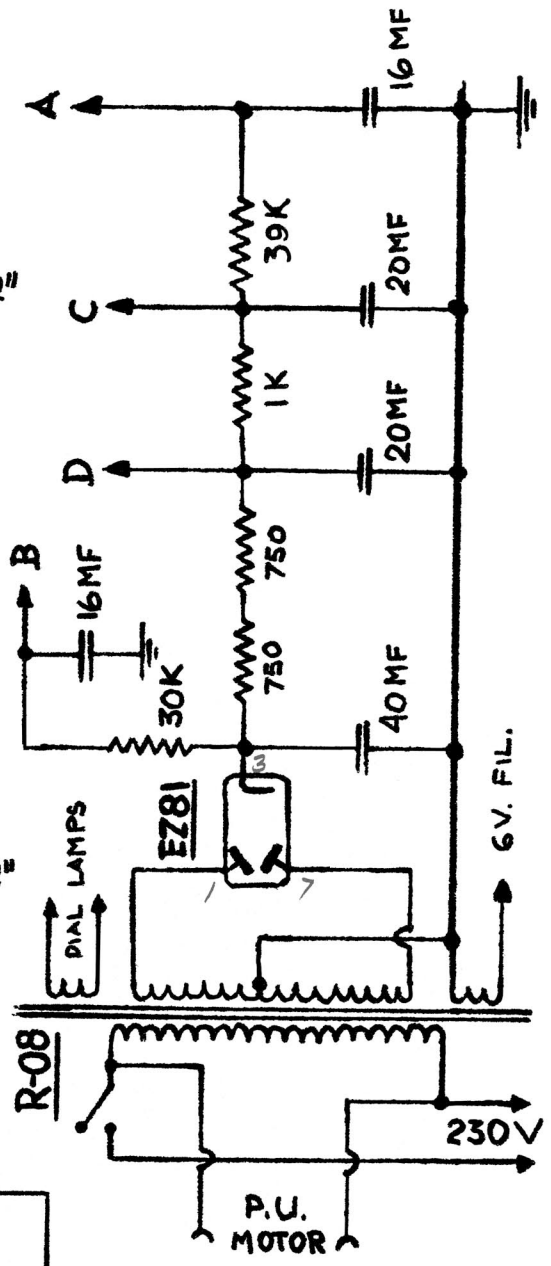 R-08
DIAL LAMPS
EZ81
1
7
3
30K
B
16MF
750
750
D
1K
C
39K
A
40MF
20MF
20MF
16MF
6V. FIL.
230V
P.U.
MOTOR